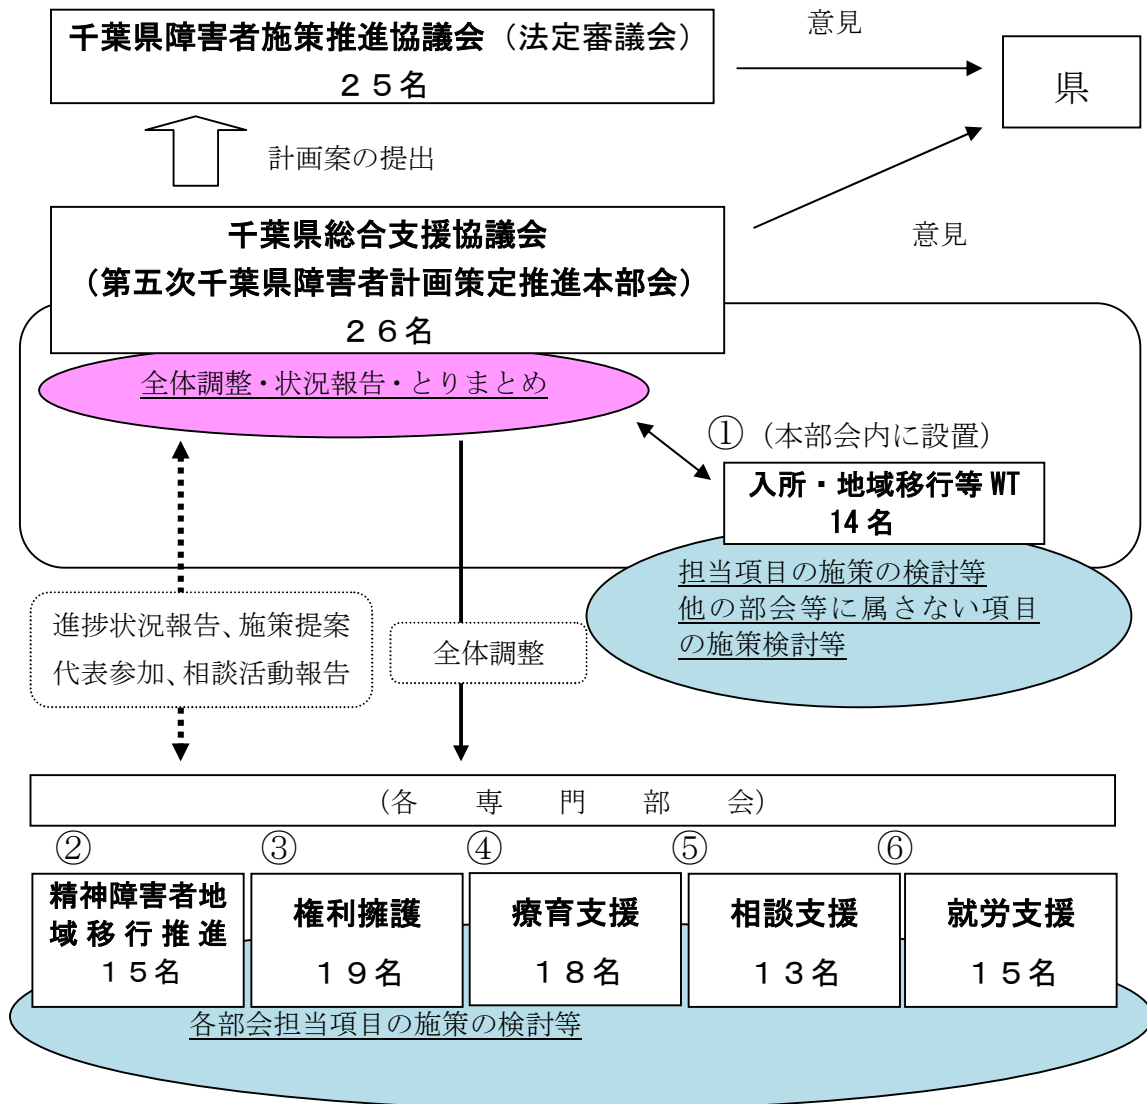 千葉県障害者施策推進協議会（法定審議会）
２５名
意見
県
計画案の提出
千葉県総合支援協議会
（第五次千葉県障害者計画策定推進本部会）
２６名
意見
全体調整・状況報告・とりまとめ
①（本部会内に設置）
入所・地域移行等 WT
14 名
担当項目の施策の検討等
他の部会等に属さない項目
の施策検討等
進捗状況報告、施策提案
代表参加、相談活動報告
全体調整
（各　専　門　部　会）
②
精神障害者地
域移行推進
１５名
③
権利擁護
１９名
④
療育支援
１８名
⑤
相談支援
１３名
⑥
就労支援
１５名
各部会担当項目の施策の検討等